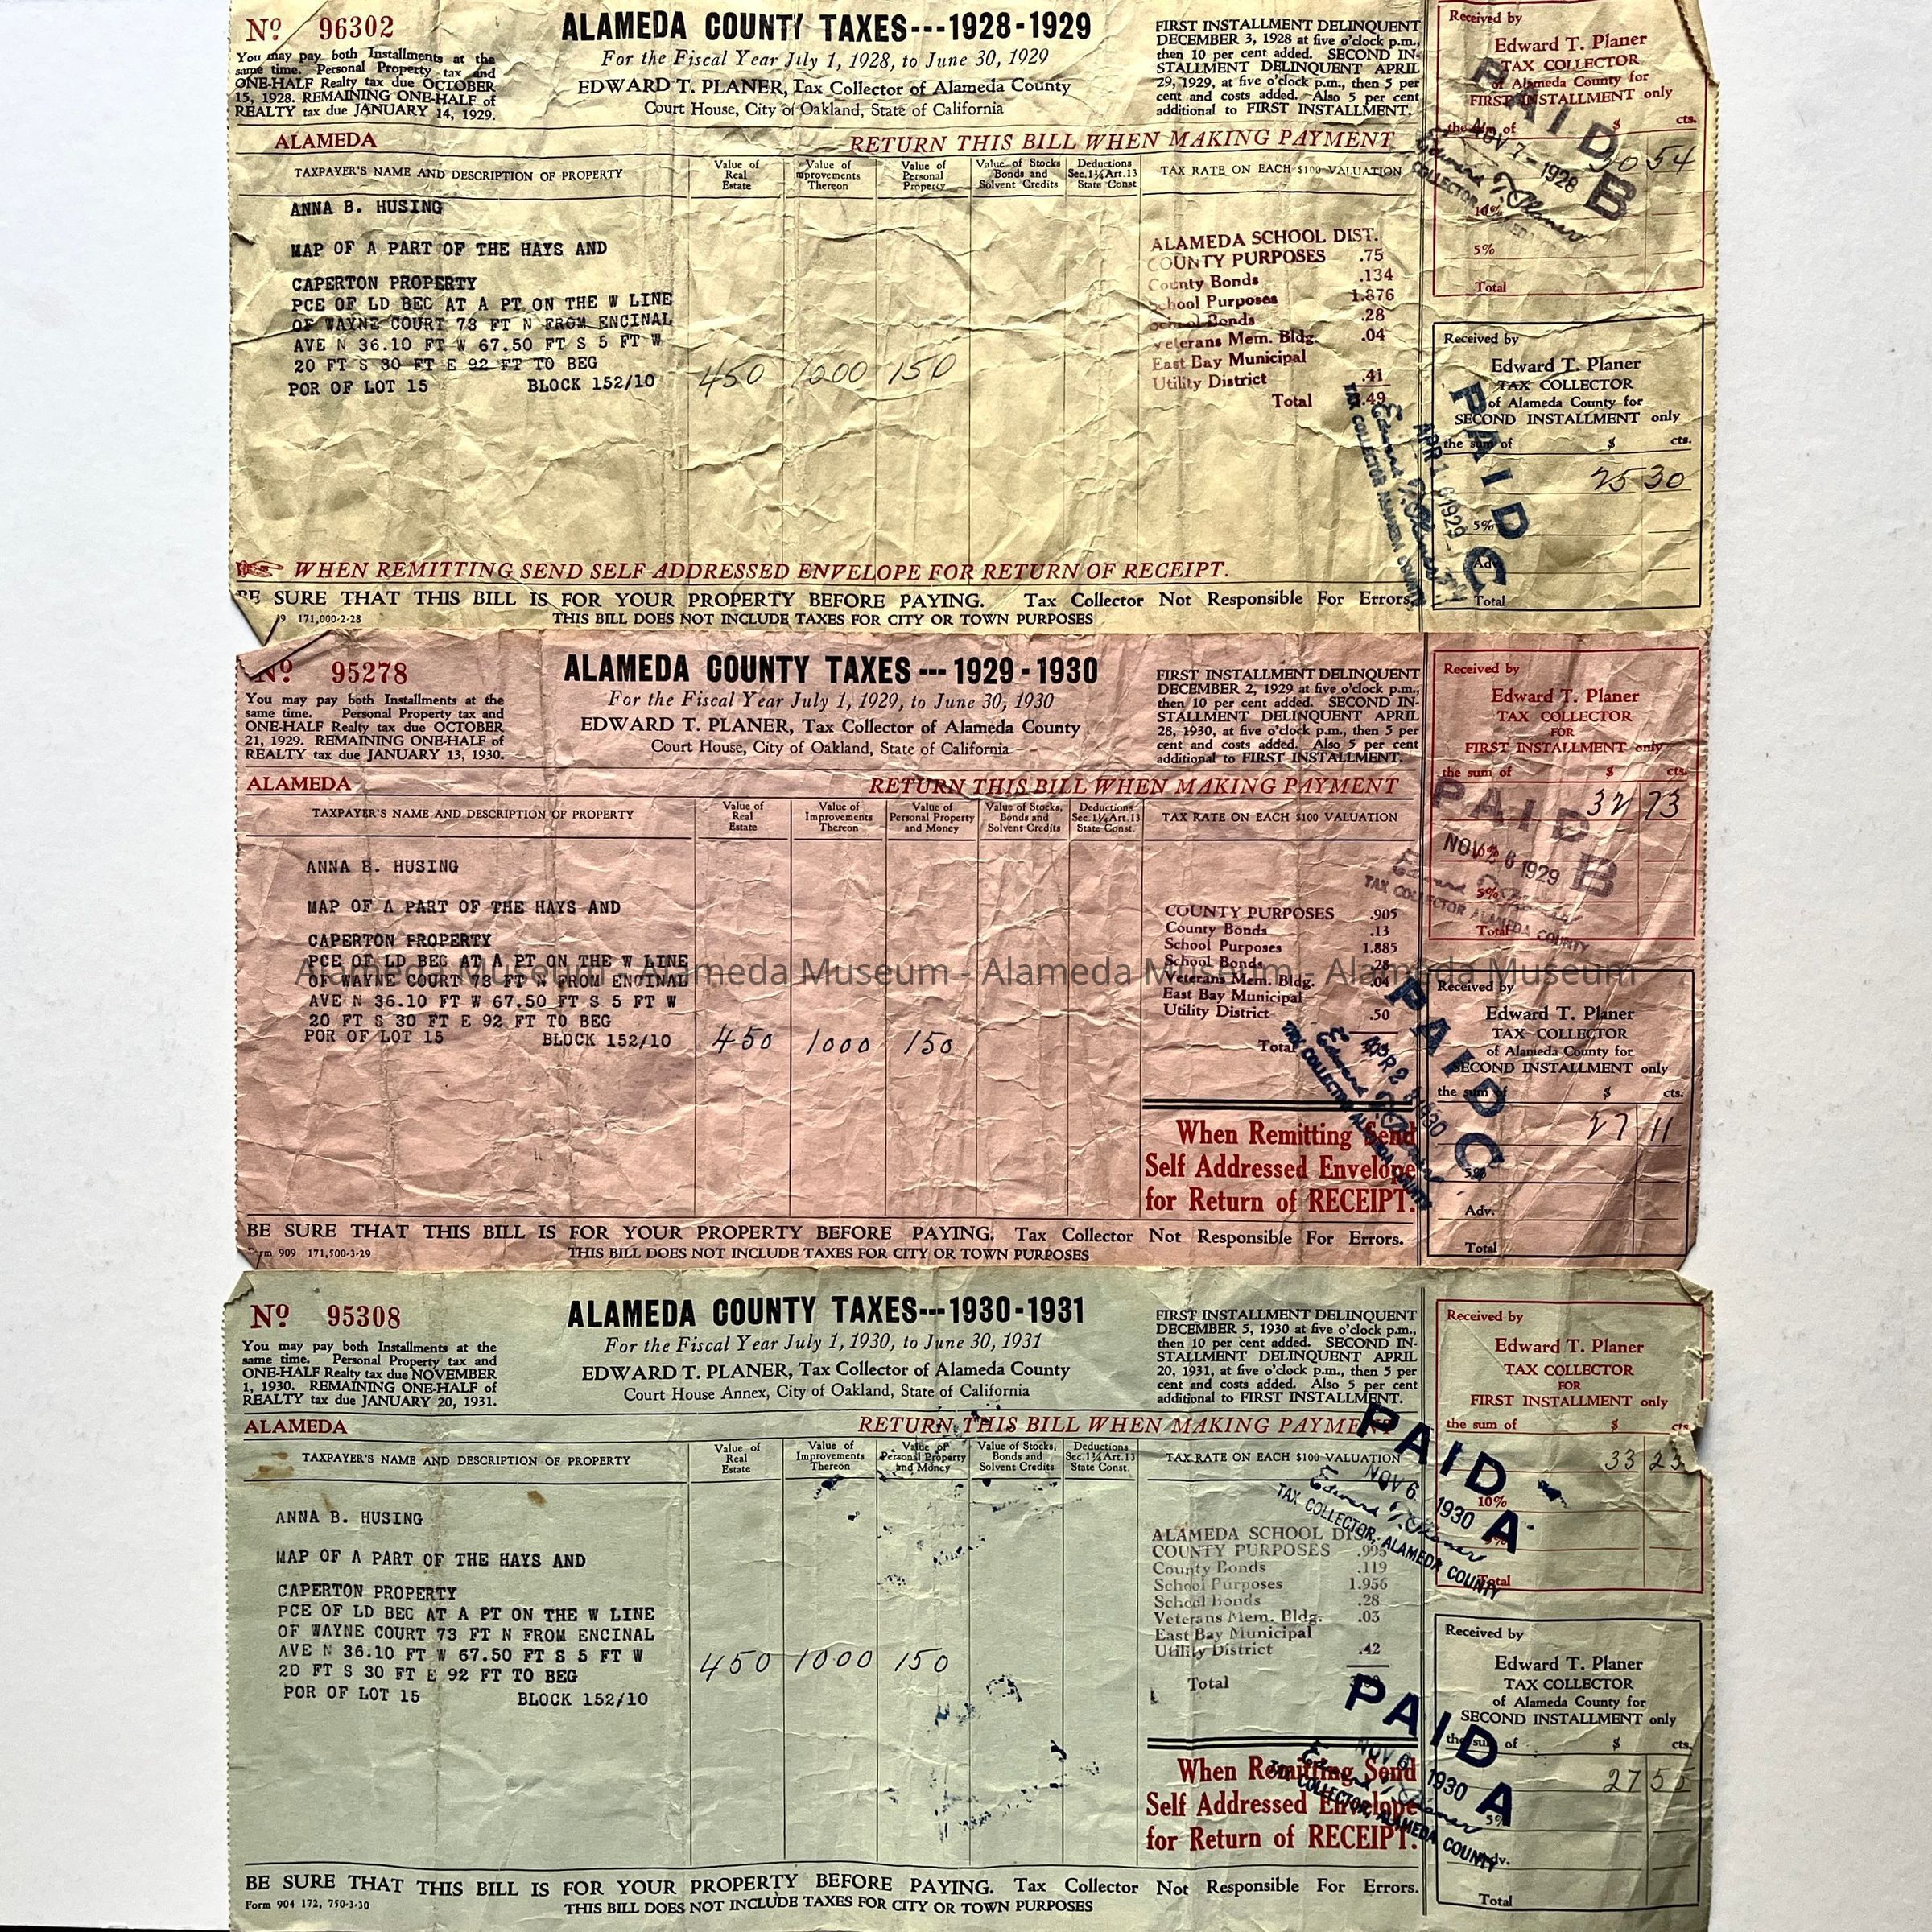 Nº 96302
You may pay both Installments at the
same time. Personal Property tax and
ONE-HALF Realty tax due OCTOBER
15, 1928. REMAINING ONE-HALF of
REALTY tax due JANUARY 14, 1929.
ALAMEDA COUNTY TAXES---1928-1929
For the Fiscal Year July 1, 1928, to June 30, 1929
EDWARD T. PLANER, Tax Collector of Alameda County
Court House, City of Oakland, State of California
FIRST INSTALLMENT DELINQUENT
DECEMBER 3, 1928 at five o'clock p.m.,
then 10 per cent added. SECOND IN-
STALLMENT DELINQUENT APRIL
29, 1929, at five o'clock p.m., then 5 per
cent and costs added. Also 5 per cent
additional to FIRST INSTALLMENT.
ALAMEDA
RETURN THIS BILL WHEN MAKING PAYMENT
TAXPAYER'S NAME AND DESCRIPTION OF PROPERTY
Value of Real Estate
Value of Improvements Thereon
Value of Personal Property
Value of Stocks Bonds and Solvent Credits
Deductions Sec.1¼Art.13 State Const
TAX RATE ON EACH $100 VALUATION
ANNA B. HUSING
MAP OF A PART OF THE HAYS AND
CAPERTON PROPERTY
PCE OF LD BEG AT A PT ON THE W LINE
OF WAYNE COURT 73 FT N FROM ENCINAL
AVE N 36.10 FT W 67.50 FT S 5 FT W
20 FT S 30 FT E 92 FT TO BEG
POR OF LOT 15 BLOCK 152/10
450 1000 150
ALAMEDA SCHOOL DIST.
COUNTY PURPOSES .75
County Bonds .134
School Purposes 1.876
School Bonds .28
Veterans Mem. Bldg. .04
East Bay Municipal
Utility District .41
Total .49
WHEN REMITTING SEND SELF ADDRESSED ENVELOPE FOR RETURN OF RECEIPT.
BE SURE THAT THIS BILL IS FOR YOUR PROPERTY BEFORE PAYING. Tax Collector Not Responsible For Errors.
171,000-2-28
THIS BILL DOES NOT INCLUDE TAXES FOR CITY OR TOWN PURPOSES
Received by
Edward T. Planer
TAX COLLECTOR
of Alameda County for
FIRST INSTALLMENT only
the sum of $ cts.
54
10%
5%
Total
PAID B
NOV 7-1928
Edward T. Planer
Received by
Edward T. Planer
TAX COLLECTOR
of Alameda County for
SECOND INSTALLMENT only
the sum of $ cts.
25 30
5%
Adv.
Total
PAID C
1929
Edward T. Planer
TAX COLLECTOR ALAMEDA COUNTY
Nº 95278
You may pay both Installments at the
same time. Personal Property tax and
ONE-HALF Realty tax due OCTOBER
21, 1929. REMAINING ONE-HALF of
REALTY tax due JANUARY 13, 1930.
ALAMEDA COUNTY TAXES---1929-1930
For the Fiscal Year July 1, 1929, to June 30, 1930
EDWARD T. PLANER, Tax Collector of Alameda County
Court House, City of Oakland, State of California
FIRST INSTALLMENT DELINQUENT
DECEMBER 2, 1929 at five o'clock p.m.,
then 10 per cent added. SECOND IN-
STALLMENT DELINQUENT APRIL
28, 1930, at five o'clock p.m., then 5 per
cent and costs added. Also 5 per cent
additional to FIRST INSTALLMENT.
ALAMEDA
RETURN THIS BILL WHEN MAKING PAYMENT
TAXPAYER'S NAME AND DESCRIPTION OF PROPERTY
Value of Real Estate
Value of Improvements Thereon
Value of Personal Property and Money
Value of Stocks, Bonds and Solvent Credits
Deductions Sec.1¼Art.13 State Const.
TAX RATE ON EACH $100 VALUATION
ANNA B. HUSING
MAP OF A PART OF THE HAYS AND
CAPERTON PROPERTY
PCE OF LD BEG AT A PT ON THE W LINE
OF WAYNE COURT 73 FT N FROM ENCINAL
AVE N 36.10 FT W 67.50 FT S 5 FT W
20 FT S 30 FT E 92 FT TO BEG
POR OF LOT 15 BLOCK 152/10
450 1000 150
COUNTY PURPOSES .905
County Bonds .13
School Purposes 1.885
School Bonds .28
Veterans Mem. Bldg. .04
East Bay Municipal
Utility District .50
Total
When Remitting Send
Self Addressed Envelope
for Return of RECEIPT.
BE SURE THAT THIS BILL IS FOR YOUR PROPERTY BEFORE PAYING. Tax Collector Not Responsible For Errors.
Form 909 171,500-3-29
THIS BILL DOES NOT INCLUDE TAXES FOR CITY OR TOWN PURPOSES
Received by
Edward T. Planer
TAX COLLECTOR
FOR
FIRST INSTALLMENT only
the sum of $ cts.
32 73
5%
Total
PAID B
1929
TAX COLLECTOR ALAMEDA COUNTY
Received by
Edward T. Planer
TAX COLLECTOR
of Alameda County for
SECOND INSTALLMENT only
the sum of $ cts.
27 11
5%
Adv.
Total
PAID C
1930
TAX COLLECTOR ALAMEDA COUNTY
Alameda Museum - Alameda Museum - Alameda Museum - Alameda Museum
Nº 95308
You may pay both Installments at the
same time. Personal Property tax and
ONE-HALF Realty tax due NOVEMBER
1, 1930. REMAINING ONE-HALF of
REALTY tax due JANUARY 20, 1931.
ALAMEDA COUNTY TAXES---1930-1931
For the Fiscal Year July 1, 1930, to June 30, 1931
EDWARD T. PLANER, Tax Collector of Alameda County
Court House Annex, City of Oakland, State of California
FIRST INSTALLMENT DELINQUENT
DECEMBER 5, 1930 at five o'clock p.m.,
then 10 per cent added. SECOND IN-
STALLMENT DELINQUENT APRIL
20, 1931, at five o'clock p.m., then 5 per
cent and costs added. Also 5 per cent
additional to FIRST INSTALLMENT.
ALAMEDA
RETURN THIS BILL WHEN MAKING PAYMENT
TAXPAYER'S NAME AND DESCRIPTION OF PROPERTY
Value of Real Estate
Value of Improvements Thereon
Value of Personal Property and Money
Value of Stocks, Bonds and Solvent Credits
Deductions Sec.1¼Art.13 State Const.
TAX RATE ON EACH $100 VALUATION
ANNA B. HUSING
MAP OF A PART OF THE HAYS AND
CAPERTON PROPERTY
PCE OF LD BEG AT A PT ON THE W LINE
OF WAYNE COURT 73 FT N FROM ENCINAL
AVE N 36.10 FT W 67.50 FT S 5 FT W
20 FT S 30 FT E 92 FT TO BEG
POR OF LOT 15 BLOCK 152/10
450 1000 150
ALAMEDA SCHOOL DIST.
COUNTY PURPOSES .995
County Bonds .119
School Purposes 1.956
School Bonds .28
Veterans Mem. Bldg. .03
East Bay Municipal
Utility District .42
Total
When Remitting Send
Self Addressed Envelope
for Return of RECEIPT.
BE SURE THAT THIS BILL IS FOR YOUR PROPERTY BEFORE PAYING. Tax Collector Not Responsible For Errors.
Form 904 172, 750-3-30
THIS BILL DOES NOT INCLUDE TAXES FOR CITY OR TOWN PURPOSES
Received by
Edward T. Planer
TAX COLLECTOR
FOR
FIRST INSTALLMENT only
the sum of $ cts.
33 23
10%
Total
PAID A
NOV 6 1930
Edward T. Planer
TAX COLLECTOR, ALAMEDA COUNTY
Received by
Edward T. Planer
TAX COLLECTOR
of Alameda County for
SECOND INSTALLMENT only
the sum of $ cts.
27 55
5%
Adv.
Total
PAID A
NOV 6 1930
TAX COLLECTOR, ALAMEDA COUNTY